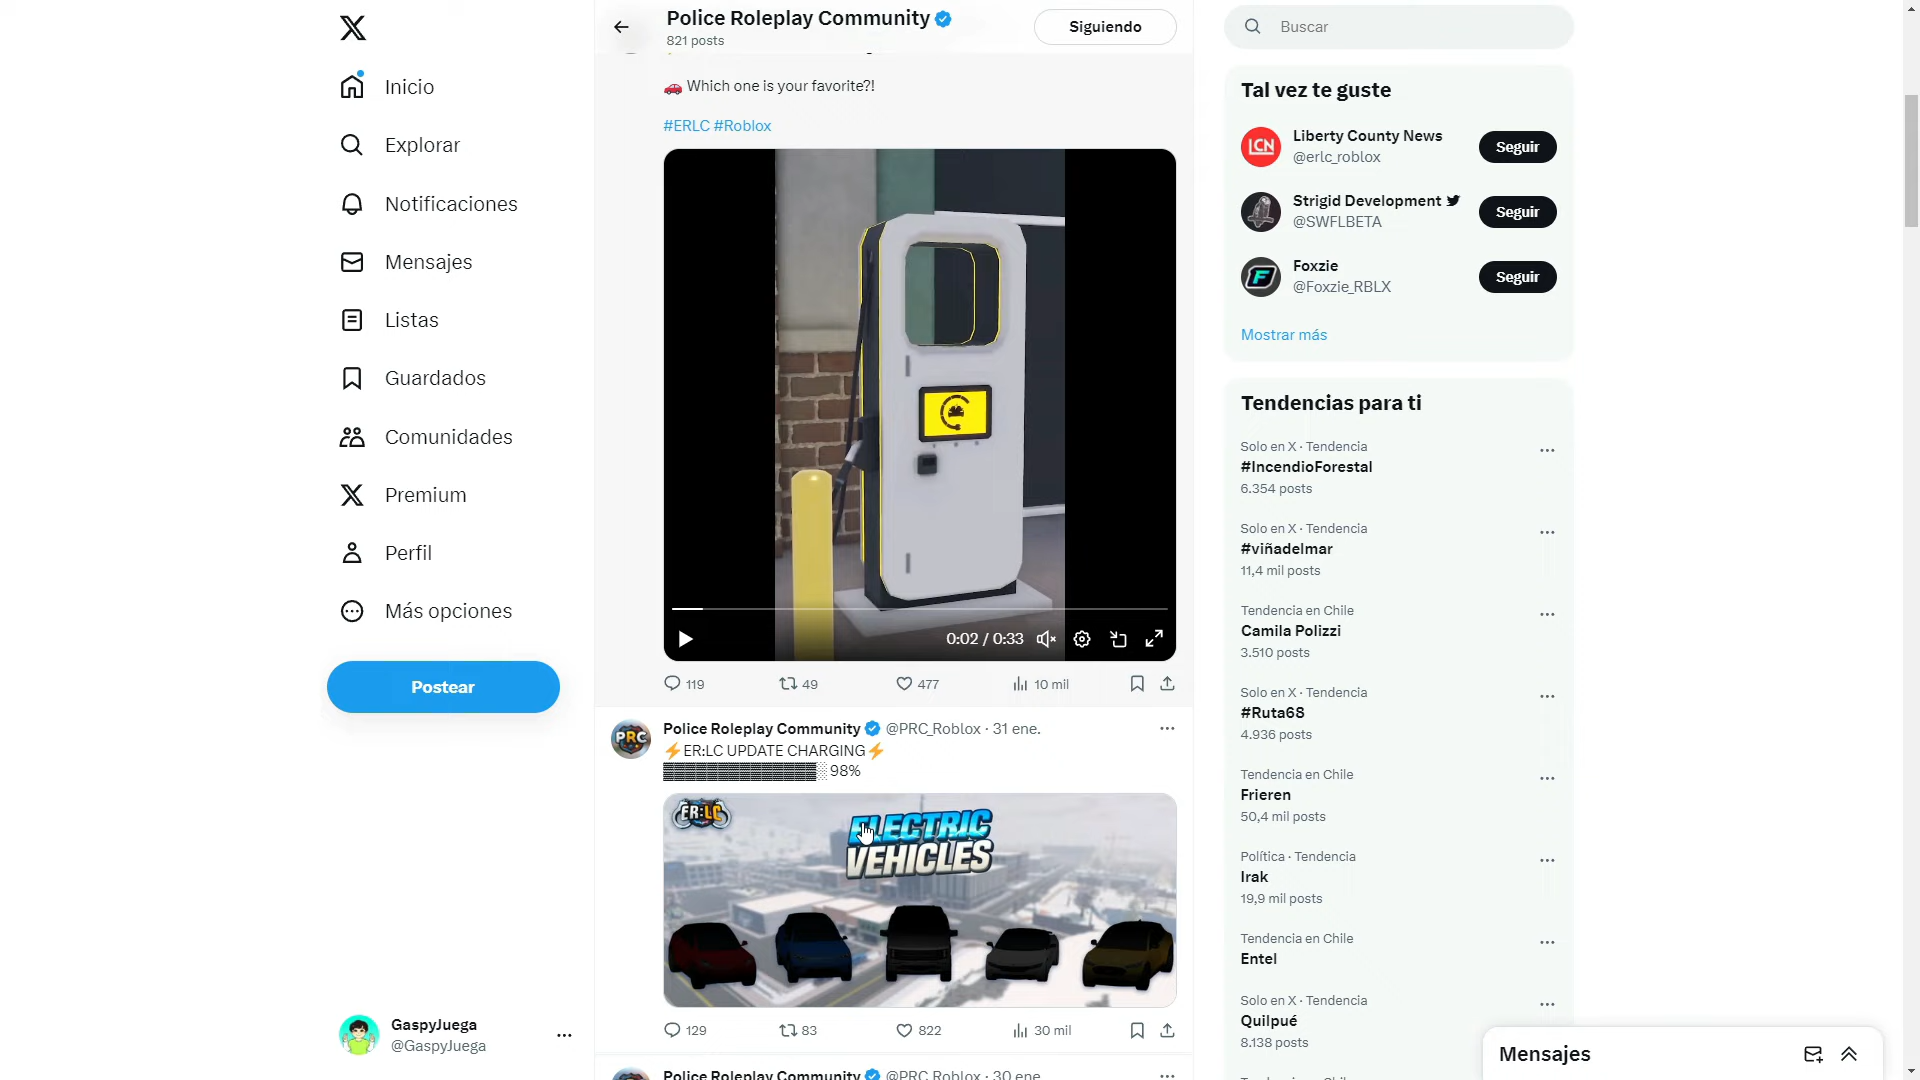 Inicio
Explorar
Notificaciones
Mensajes
Listas
Guardados
Comunidades
Premium
Perfil
Más opciones
Postear
GaspyJuega
@GaspyJuega
Police Roleplay Community
821 posts
Siguiendo
🚗 Which one is your favorite?!
#ERLC #Roblox
0:02 / 0:33
119
49
477
10 mil
Police Roleplay Community @PRC_Roblox · 31 ene.
PRC
⚡ER:LC UPDATE CHARGING⚡
▓▓▓▓▓▓▓▓▓▓▓▓▓▓░ 98%
ER:LC
ELECTRIC
VEHICLES
129
83
822
30 mil
Police Roleplay Community @PRC_Roblox · 30 ene.
Buscar
Tal vez te guste
LCN
Liberty County News
@erlc_roblox
Seguir
Strigid Development
@SWFLBETA
Seguir
F
Foxzie
@Foxzie_RBLX
Seguir
Mostrar más
Tendencias para ti
Solo en X · Tendencia
#IncendioForestal
6.354 posts
Solo en X · Tendencia
#viñadelmar
11,4 mil posts
Tendencia en Chile
Camila Polizzi
3.510 posts
Solo en X · Tendencia
#Ruta68
4.936 posts
Tendencia en Chile
Frieren
50,4 mil posts
Política · Tendencia
Irak
19,9 mil posts
Tendencia en Chile
Entel
Solo en X · Tendencia
Quilpué
8.138 posts
Mensajes